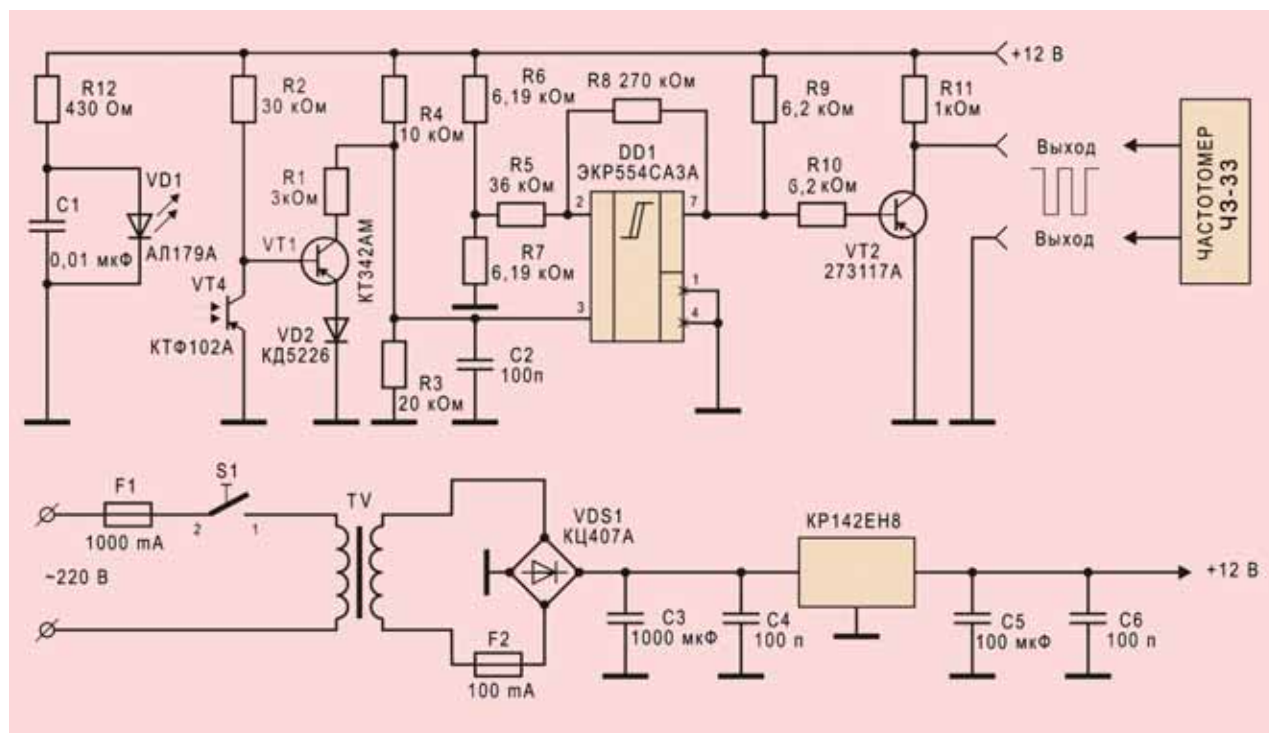 +12 В
R12
430 Ом
R2
30 кОм
R4
10 кОм
R6
6,19 кОм
R8 270 кОм
R9
6,2 кОм
R11
1кОм
ЧАСТОТОМЕР
ЧЗ-33
Выход
Выход
DD1
ЭКР554СА3А
R5
36 кОм
R10
6,2 кОм
2
7
3
1
4
C1
0,01 мкФ
VD1
АЛ179А
R1
3кОм
VT1
КТ342АМ
R7
6,19 кОм
VT2
273117А
VT4
КТФ102А
VD2
КД5226
R3
20 кОм
C2
100п
F1
1000 mA
S1
2
1
TV
~220 В
VDS1
КЦ407А
F2
100 mA
КР142ЕН8
+12 В
C3
1000 мкФ
C4
100 п
C5
100 мкФ
C6
100 п